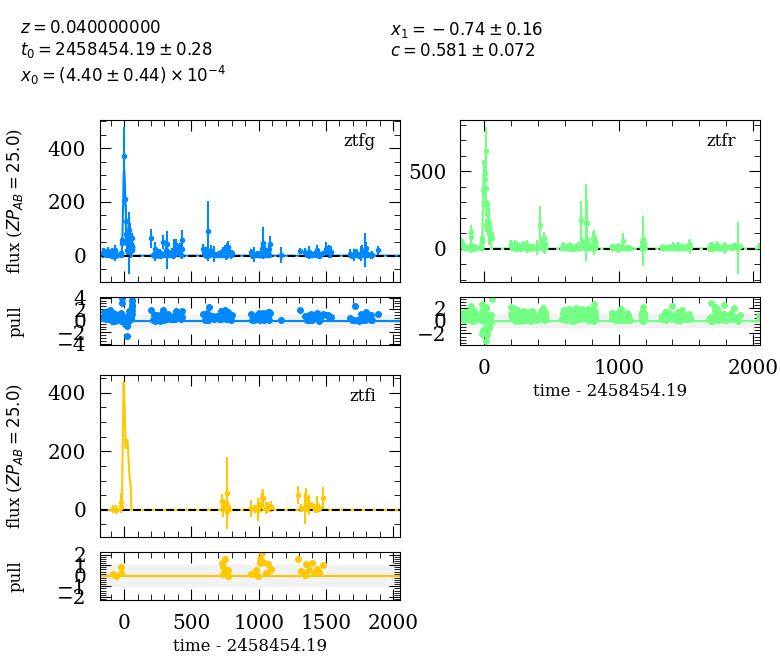 z = 0.040000000
t₀ = 2458454.19 ± 0.28
x₀ = (4.40 ± 0.44) × 10⁻⁴
x₁ = −0.74 ± 0.16
c = 0.581 ± 0.072
ztfg
flux (ZP_AB = 25.0)
400
200
0
ztfr
500
0
pull
4
2
0
−2
−4
2
0
−2
0
1000
2000
time - 2458454.19
ztfi
flux (ZP_AB = 25.0)
400
200
0
pull
2
1
0
−1
−2
0
500
1000
1500
2000
time - 2458454.19